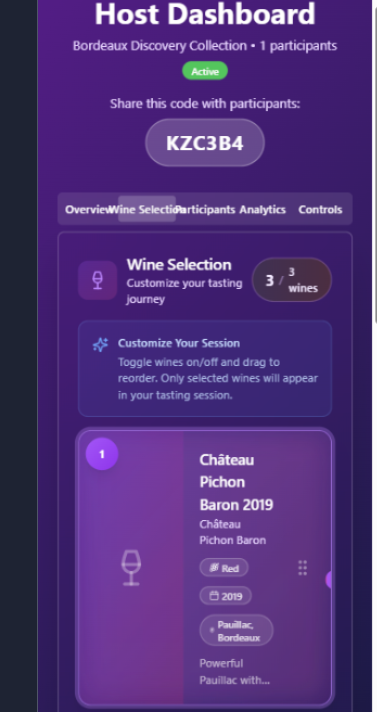 Host Dashboard
Bordeaux Discovery Collection • 1 participants
Active
Share this code with participants:
KZC3B4
Overview Wine Selection Participants Analytics Controls
Wine Selection
Customize your tasting
journey
3 / 3
wines
Customize Your Session
Toggle wines on/off and drag to
reorder. Only selected wines will appear
in your tasting session.
1
Château
Pichon
Baron 2019
Château
Pichon Baron
Red
2019
Pauillac,
Bordeaux
Powerful
Pauillac with...